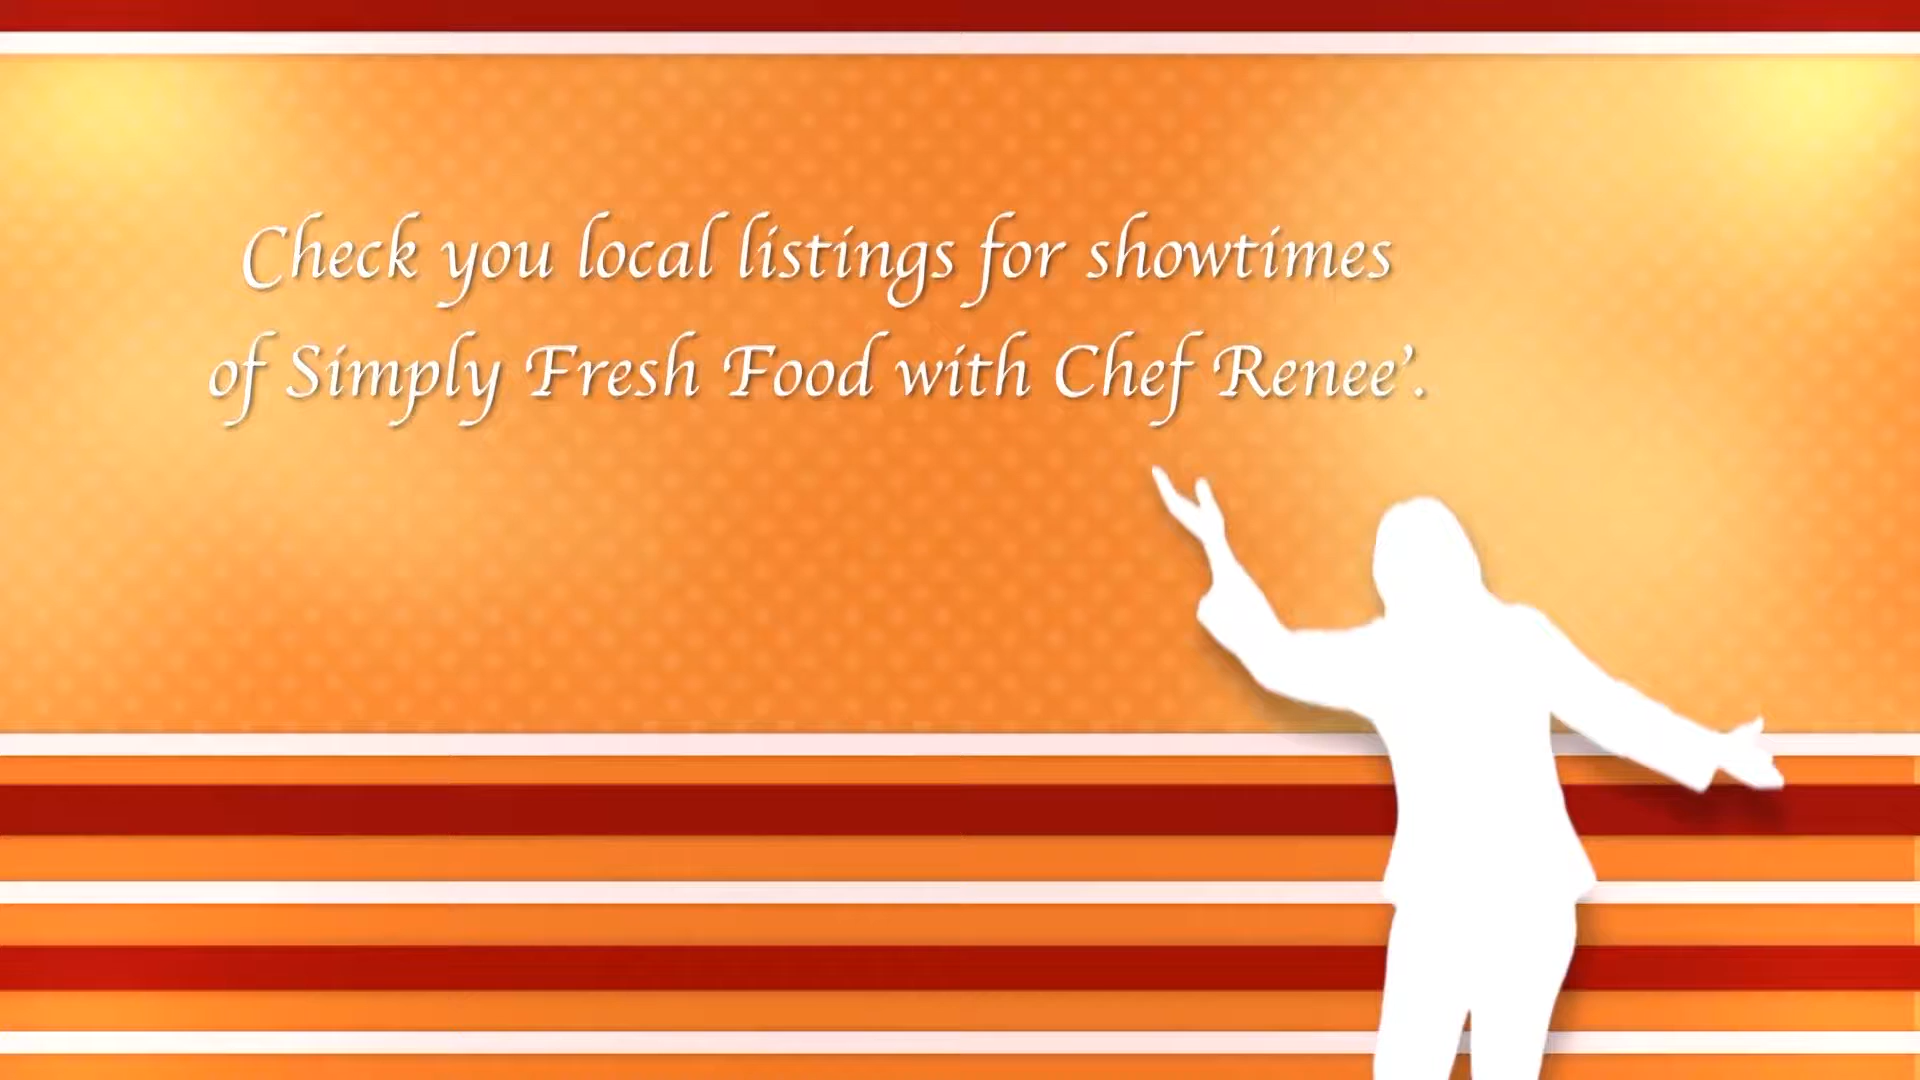 Check you local listings for showtimes
of Simply Fresh Food with Chef Renee'.